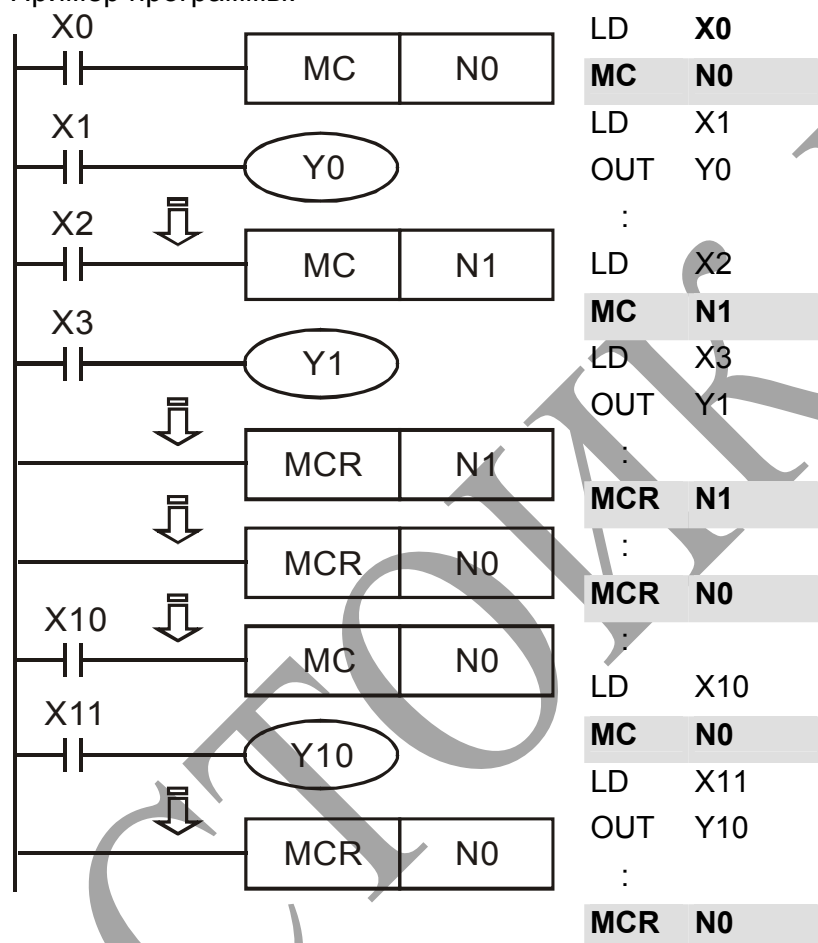 Пример программы:
X0
MC N0
X1
Y0
X2
MC N1
X3
Y1
MCR N1
MCR N0
X10
MC N0
X11
Y10
MCR N0
LD X0
MC N0
LD X1
OUT Y0
:
LD X2
MC N1
LD X3
OUT Y1
:
MCR N1
:
MCR N0
:
LD X10
MC N0
LD X11
OUT Y10
:
MCR N0